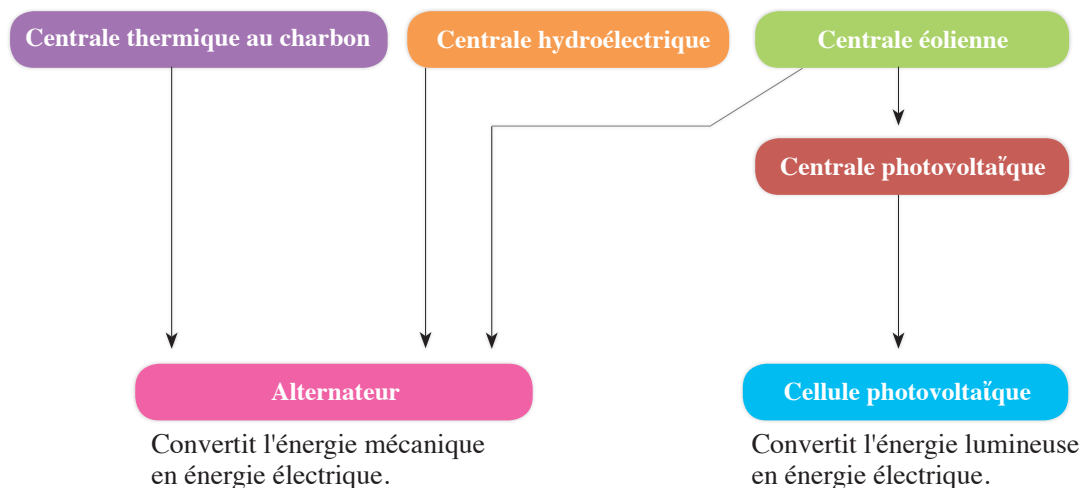 Centrale thermique au charbon
Centrale hydroélectrique
Centrale éolienne
Centrale photovoltaïque
Alternateur
Cellule photovoltaïque
Convertit l'énergie mécanique
en énergie électrique.
Convertit l'énergie lumineuse
en énergie électrique.